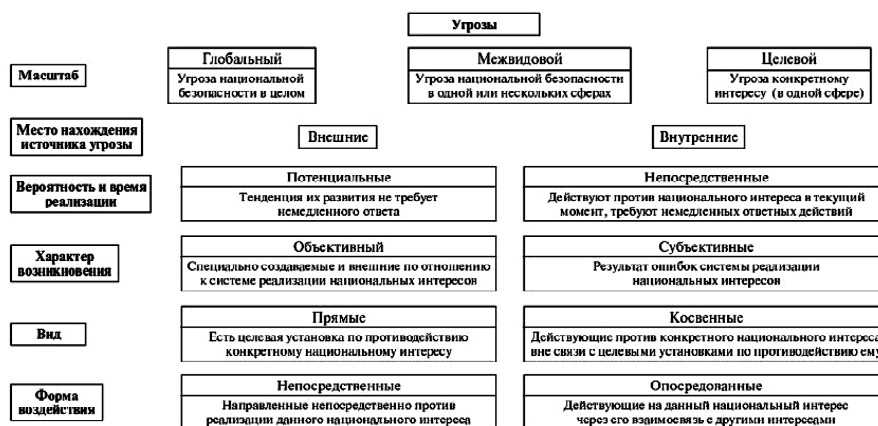 Угрозы
Масштаб
Глобальный
Угроза национальной
безопасности в целом
Межвидовой
Угроза национальной безопасности
в одной или нескольких сферах
Целевой
Угроза конкретному
интересу (в одной сфере)
Место нахождения
источника угрозы
Внешние
Внутренние
Вероятность и время
реализации
Потенциальные
Тенденция их развития не требует
немедленного ответа
Непосредственные
Действуют против национального интереса в текущий
момент, требуют немедленных ответных действий
Характер
возникновения
Объективный
Специально создаваемые и внешние по отношению
к системе реализации национальных интересов
Субъективные
Результат ошибок системы реализации
национальных интересов
Вид
Прямые
Есть целевая установка по противодействию
конкретному национальному интересу
Косвенные
Действующие против конкретного национального интереса
вне связи с целевыми установками по противодействию ему
Форма
воздействия
Непосредственные
Направленные непосредственно против
реализации данного национального интереса
Опосредованные
Действующие на данный национальный интерес
через его взаимосвязь с другими интересами